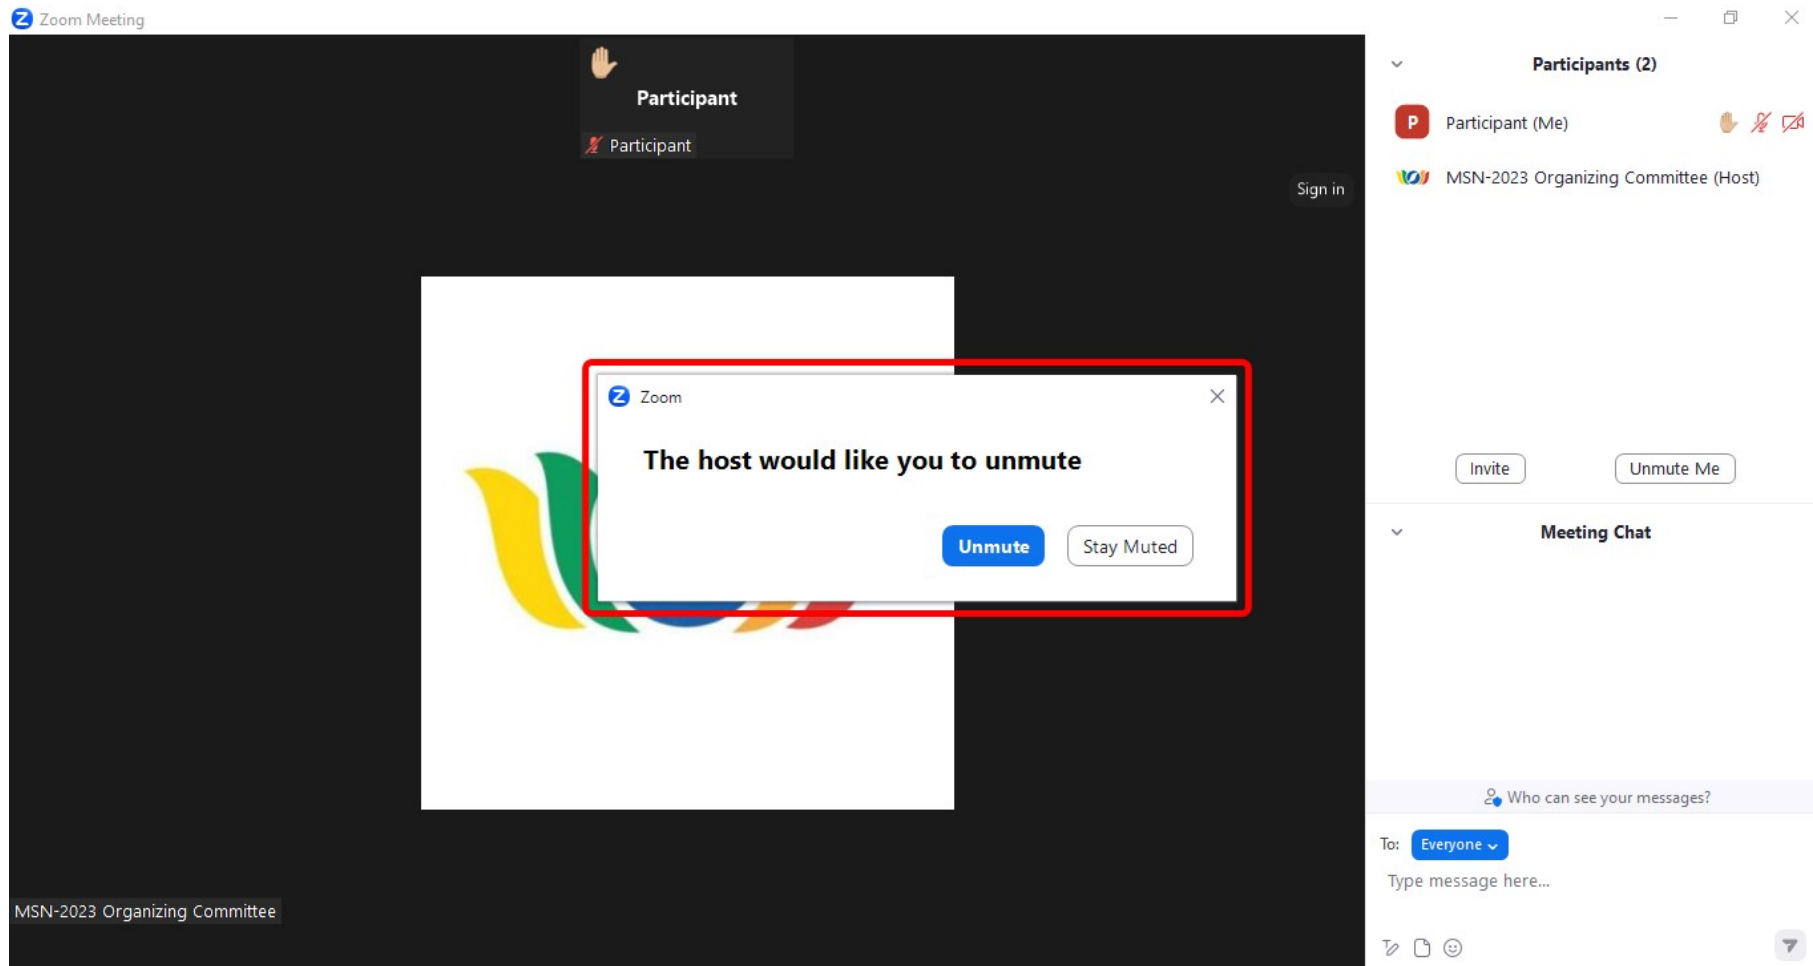 Zoom Meeting
Participant
Participant
Sign in
Zoom
The host would like you to unmute
Unmute
Stay Muted
MSN-2023 Organizing Committee
Participants (2)
P
Participant (Me)
MSN-2023 Organizing Committee (Host)
Invite
Unmute Me
Meeting Chat
Who can see your messages?
To:
Everyone
Type message here...